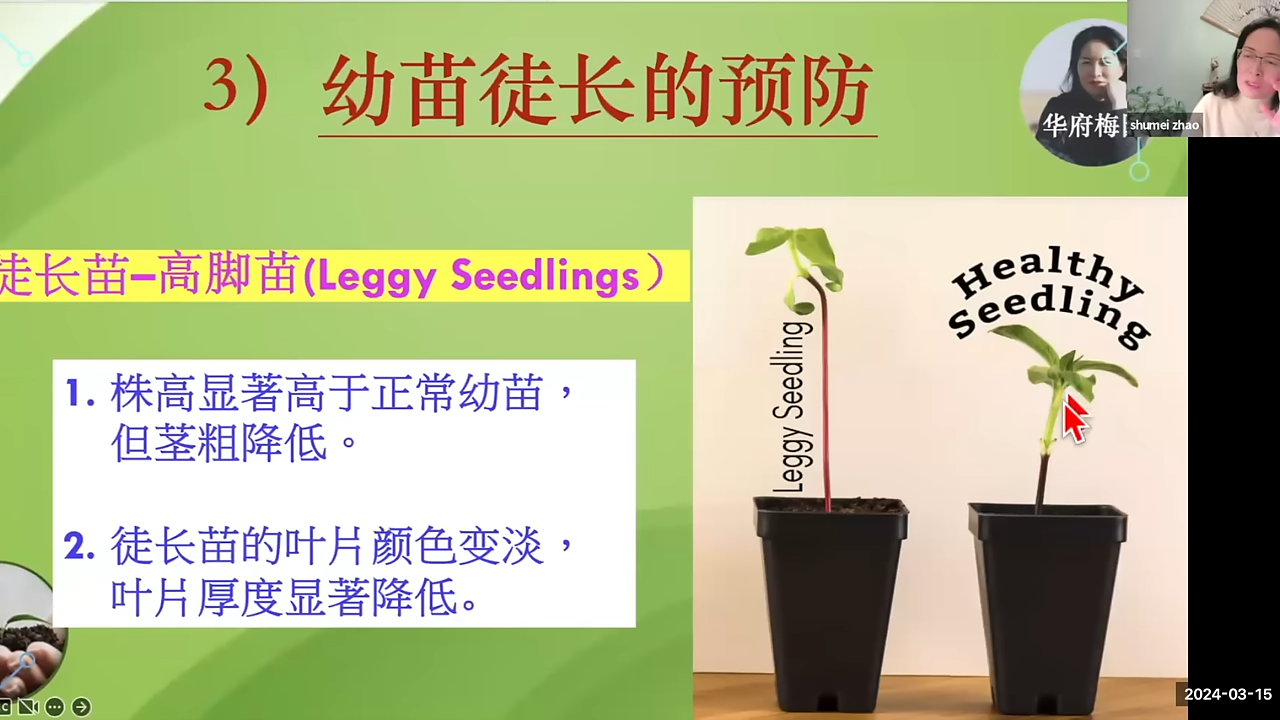 3) 幼苗徒长的预防
华府梅
shumei zhao
徒长苗–高脚苗(Leggy Seedlings）
Healthy
Seedling
Leggy Seedling
1. 株高显著高于正常幼苗，
但茎粗降低。
2. 徒长苗的叶片颜色变淡，
叶片厚度显著降低。
2024-03-15